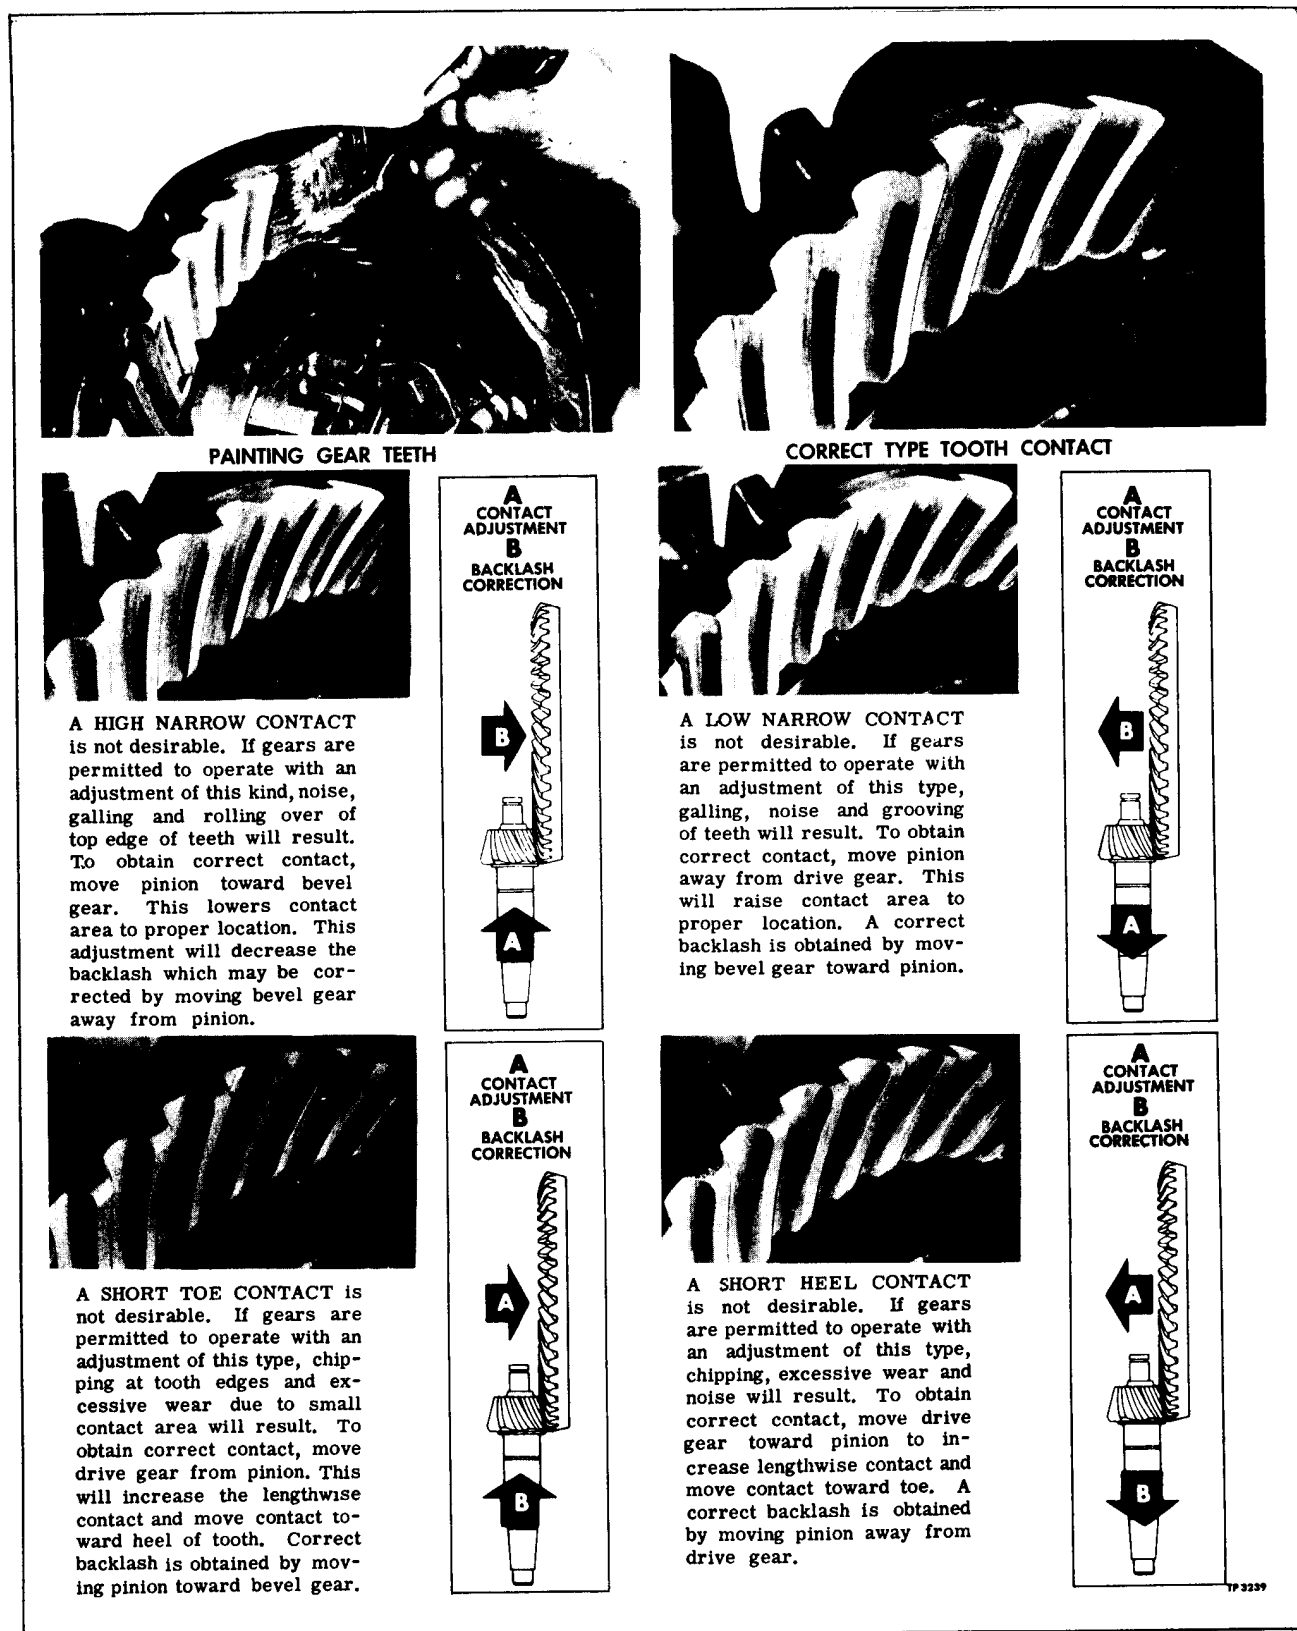 PAINTING GEAR TEETH
CORRECT TYPE TOOTH CONTACT
A
CONTACT
ADJUSTMENT
B
BACKLASH
CORRECTION
B
A
A HIGH NARROW CONTACT
is not desirable. If gears are
permitted to operate with an
adjustment of this kind, noise,
galling and rolling over of
top edge of teeth will result.
To obtain correct contact,
move pinion toward bevel
gear. This lowers contact
area to proper location. This
adjustment will decrease the
backlash which may be cor-
rected by moving bevel gear
away from pinion.
A
CONTACT
ADJUSTMENT
B
BACKLASH
CORRECTION
B
A
A LOW NARROW CONTACT
is not desirable. If gears
are permitted to operate with
an adjustment of this type,
galling, noise and grooving
of teeth will result. To obtain
correct contact, move pinion
away from drive gear. This
will raise contact area to
proper location. A correct
backlash is obtained by mov-
ing bevel gear toward pinion.
A
CONTACT
ADJUSTMENT
B
BACKLASH
CORRECTION
A
B
A SHORT TOE CONTACT is
not desirable. If gears are
permitted to operate with an
adjustment of this type, chip-
ping at tooth edges and ex-
cessive wear due to small
contact area will result. To
obtain correct contact, move
drive gear from pinion. This
will increase the lengthwise
contact and move contact to-
ward heel of tooth. Correct
backlash is obtained by mov-
ing pinion toward bevel gear.
A
CONTACT
ADJUSTMENT
B
BACKLASH
CORRECTION
A
B
A SHORT HEEL CONTACT
is not desirable. If gears
are permitted to operate with
an adjustment of this type,
chipping, excessive wear and
noise will result. To obtain
correct contact, move drive
gear toward pinion to in-
crease lengthwise contact and
move contact toward toe. A
correct backlash is obtained
by moving pinion away from
drive gear.
TP 3239